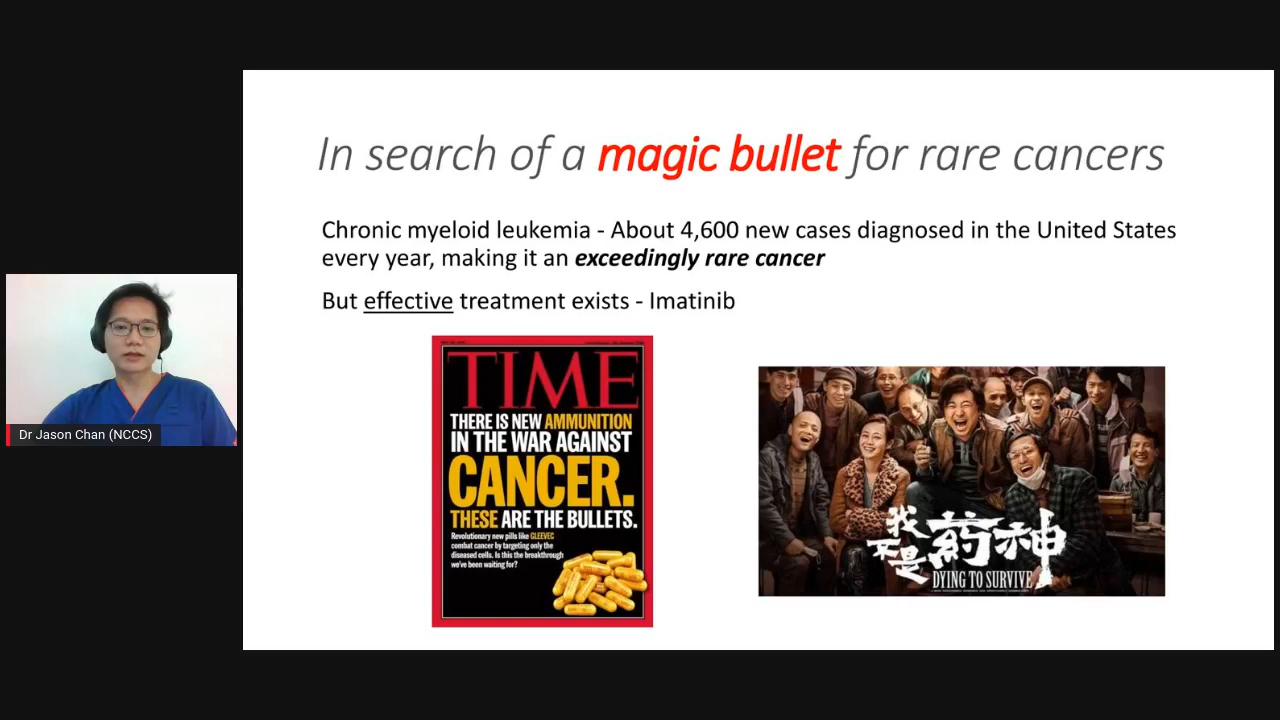 In search of a magic bullet for rare cancers
Chronic myeloid leukemia - About 4,600 new cases diagnosed in the United States
every year, making it an exceedingly rare cancer
But effective treatment exists - Imatinib
TIME
THERE IS NEW AMMUNITION
IN THE WAR AGAINST
CANCER.
THESE ARE THE BULLETS.
Revolutionary new pills like GLEEVEC
combat cancer by targeting only the
diseased cells. Is this the breakthrough
we've been waiting for?
我不是药神
DYING TO SURVIVE
Dr Jason Chan (NCCS)